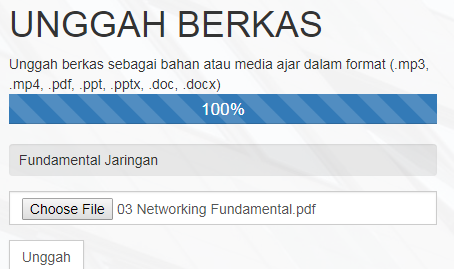 UNGGAH BERKAS
Unggah berkas sebagai bahan atau media ajar dalam format (.mp3,
.mp4, .pdf, .ppt, .pptx, .doc, .docx)
100%
Fundamental Jaringan
Choose File 03 Networking Fundamental.pdf
Unggah